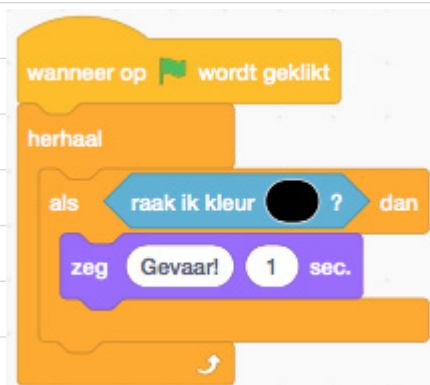 wanneer op wordt geklikt
herhaal
als raak ik kleur ? dan
zeg Gevaar! 1 sec.